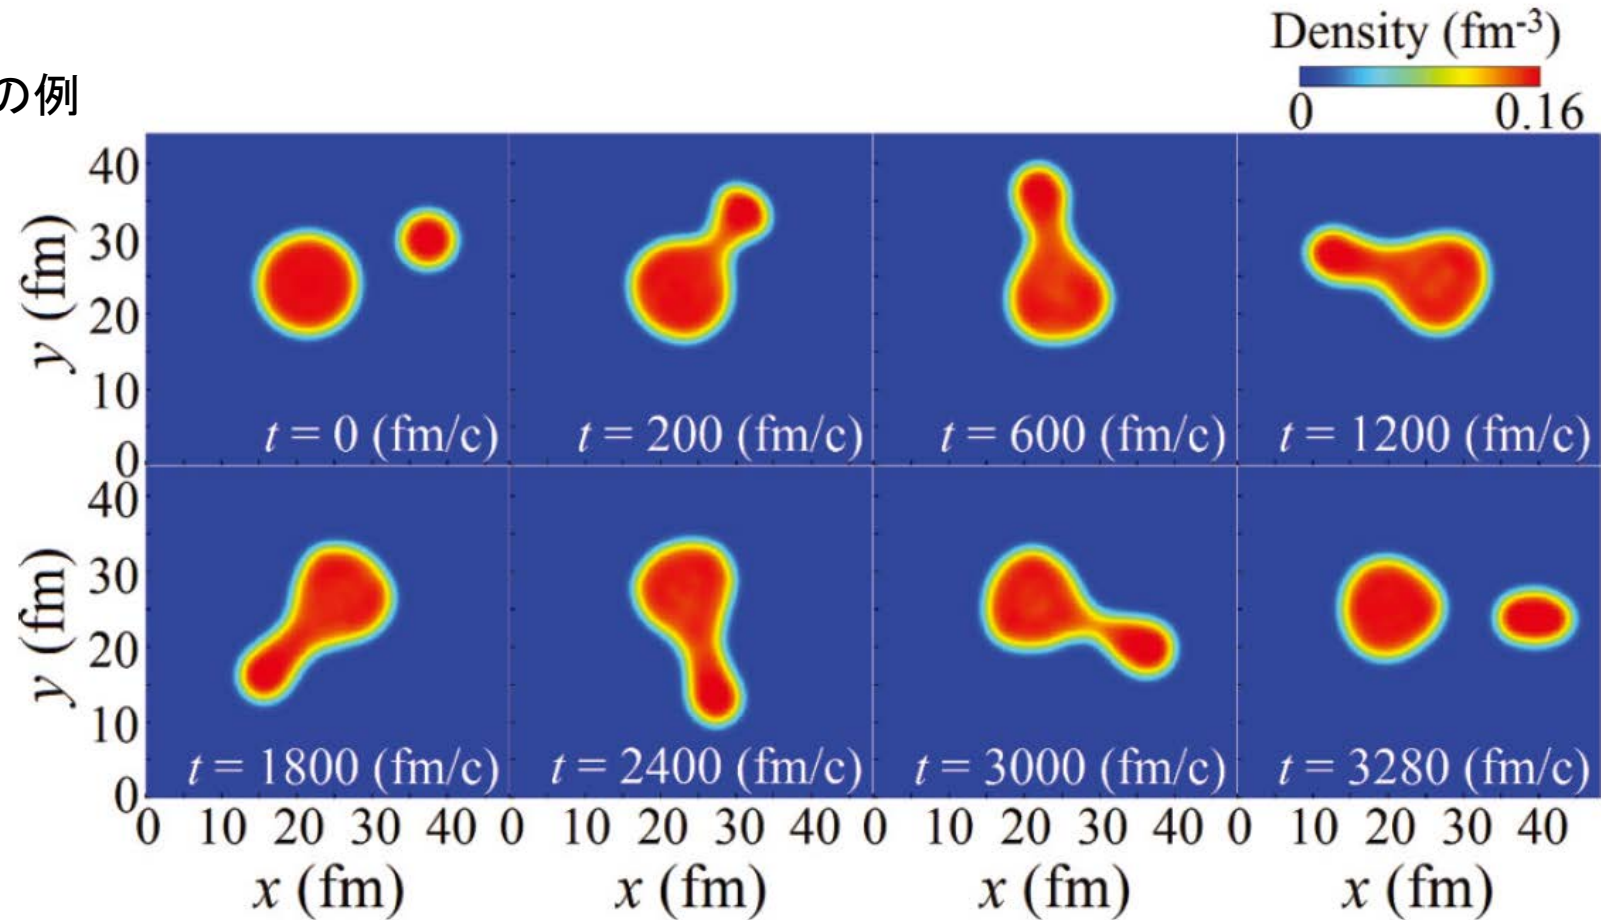 の例
Density (fm-3)
0 0.16
y (fm)
40
30
20
10
0
t = 0 (fm/c)
t = 200 (fm/c)
t = 600 (fm/c)
t = 1200 (fm/c)
y (fm)
40
30
20
10
0
t = 1800 (fm/c)
t = 2400 (fm/c)
t = 3000 (fm/c)
t = 3280 (fm/c)
0 10 20 30 40 0 10 20 30 40 0 10 20 30 40 0 10 20 30 40
x (fm) x (fm) x (fm) x (fm)